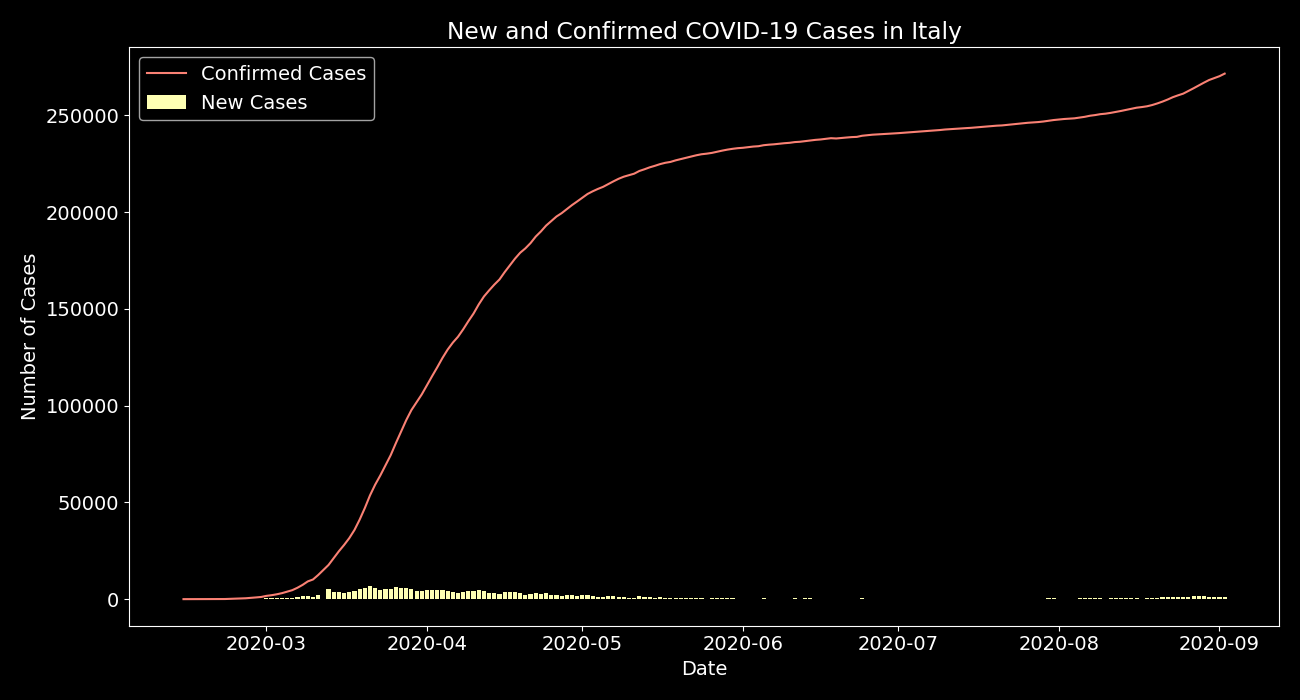 New and Confirmed COVID-19 Cases in Italy
Confirmed Cases
New Cases
Number of Cases
250000
200000
150000
100000
50000
0
2020-03 2020-04 2020-05 2020-06 2020-07 2020-08 2020-09
Date